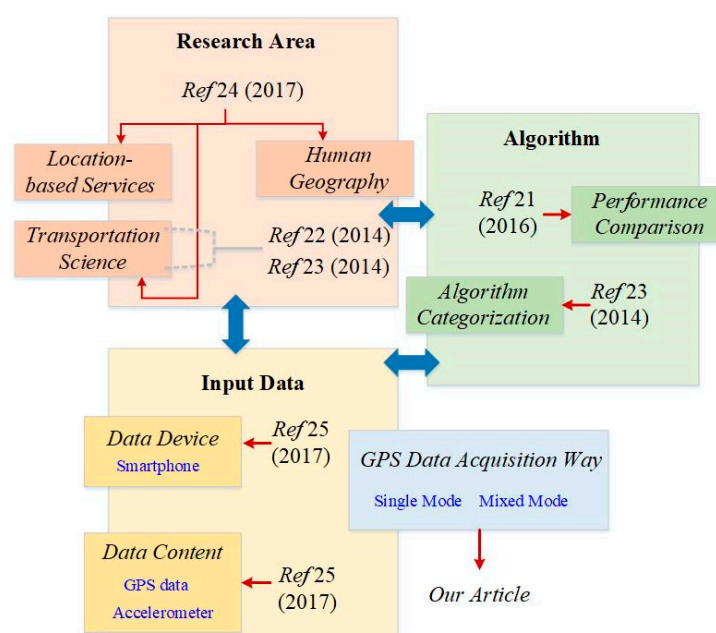 Research Area
Ref 24 (2017)
Location-
based Services
Human
Geography
Transportation
Science
Ref 22 (2014)
Ref 23 (2014)
Algorithm
Ref 21
(2016)
Performance
Comparison
Algorithm
Categorization
Ref 23
(2014)
Input Data
Data Device
Smartphone
Ref 25
(2017)
Data Content
GPS data
Accelerometer
Ref 25
(2017)
GPS Data Acquisition Way
Single Mode Mixed Mode
Our Article